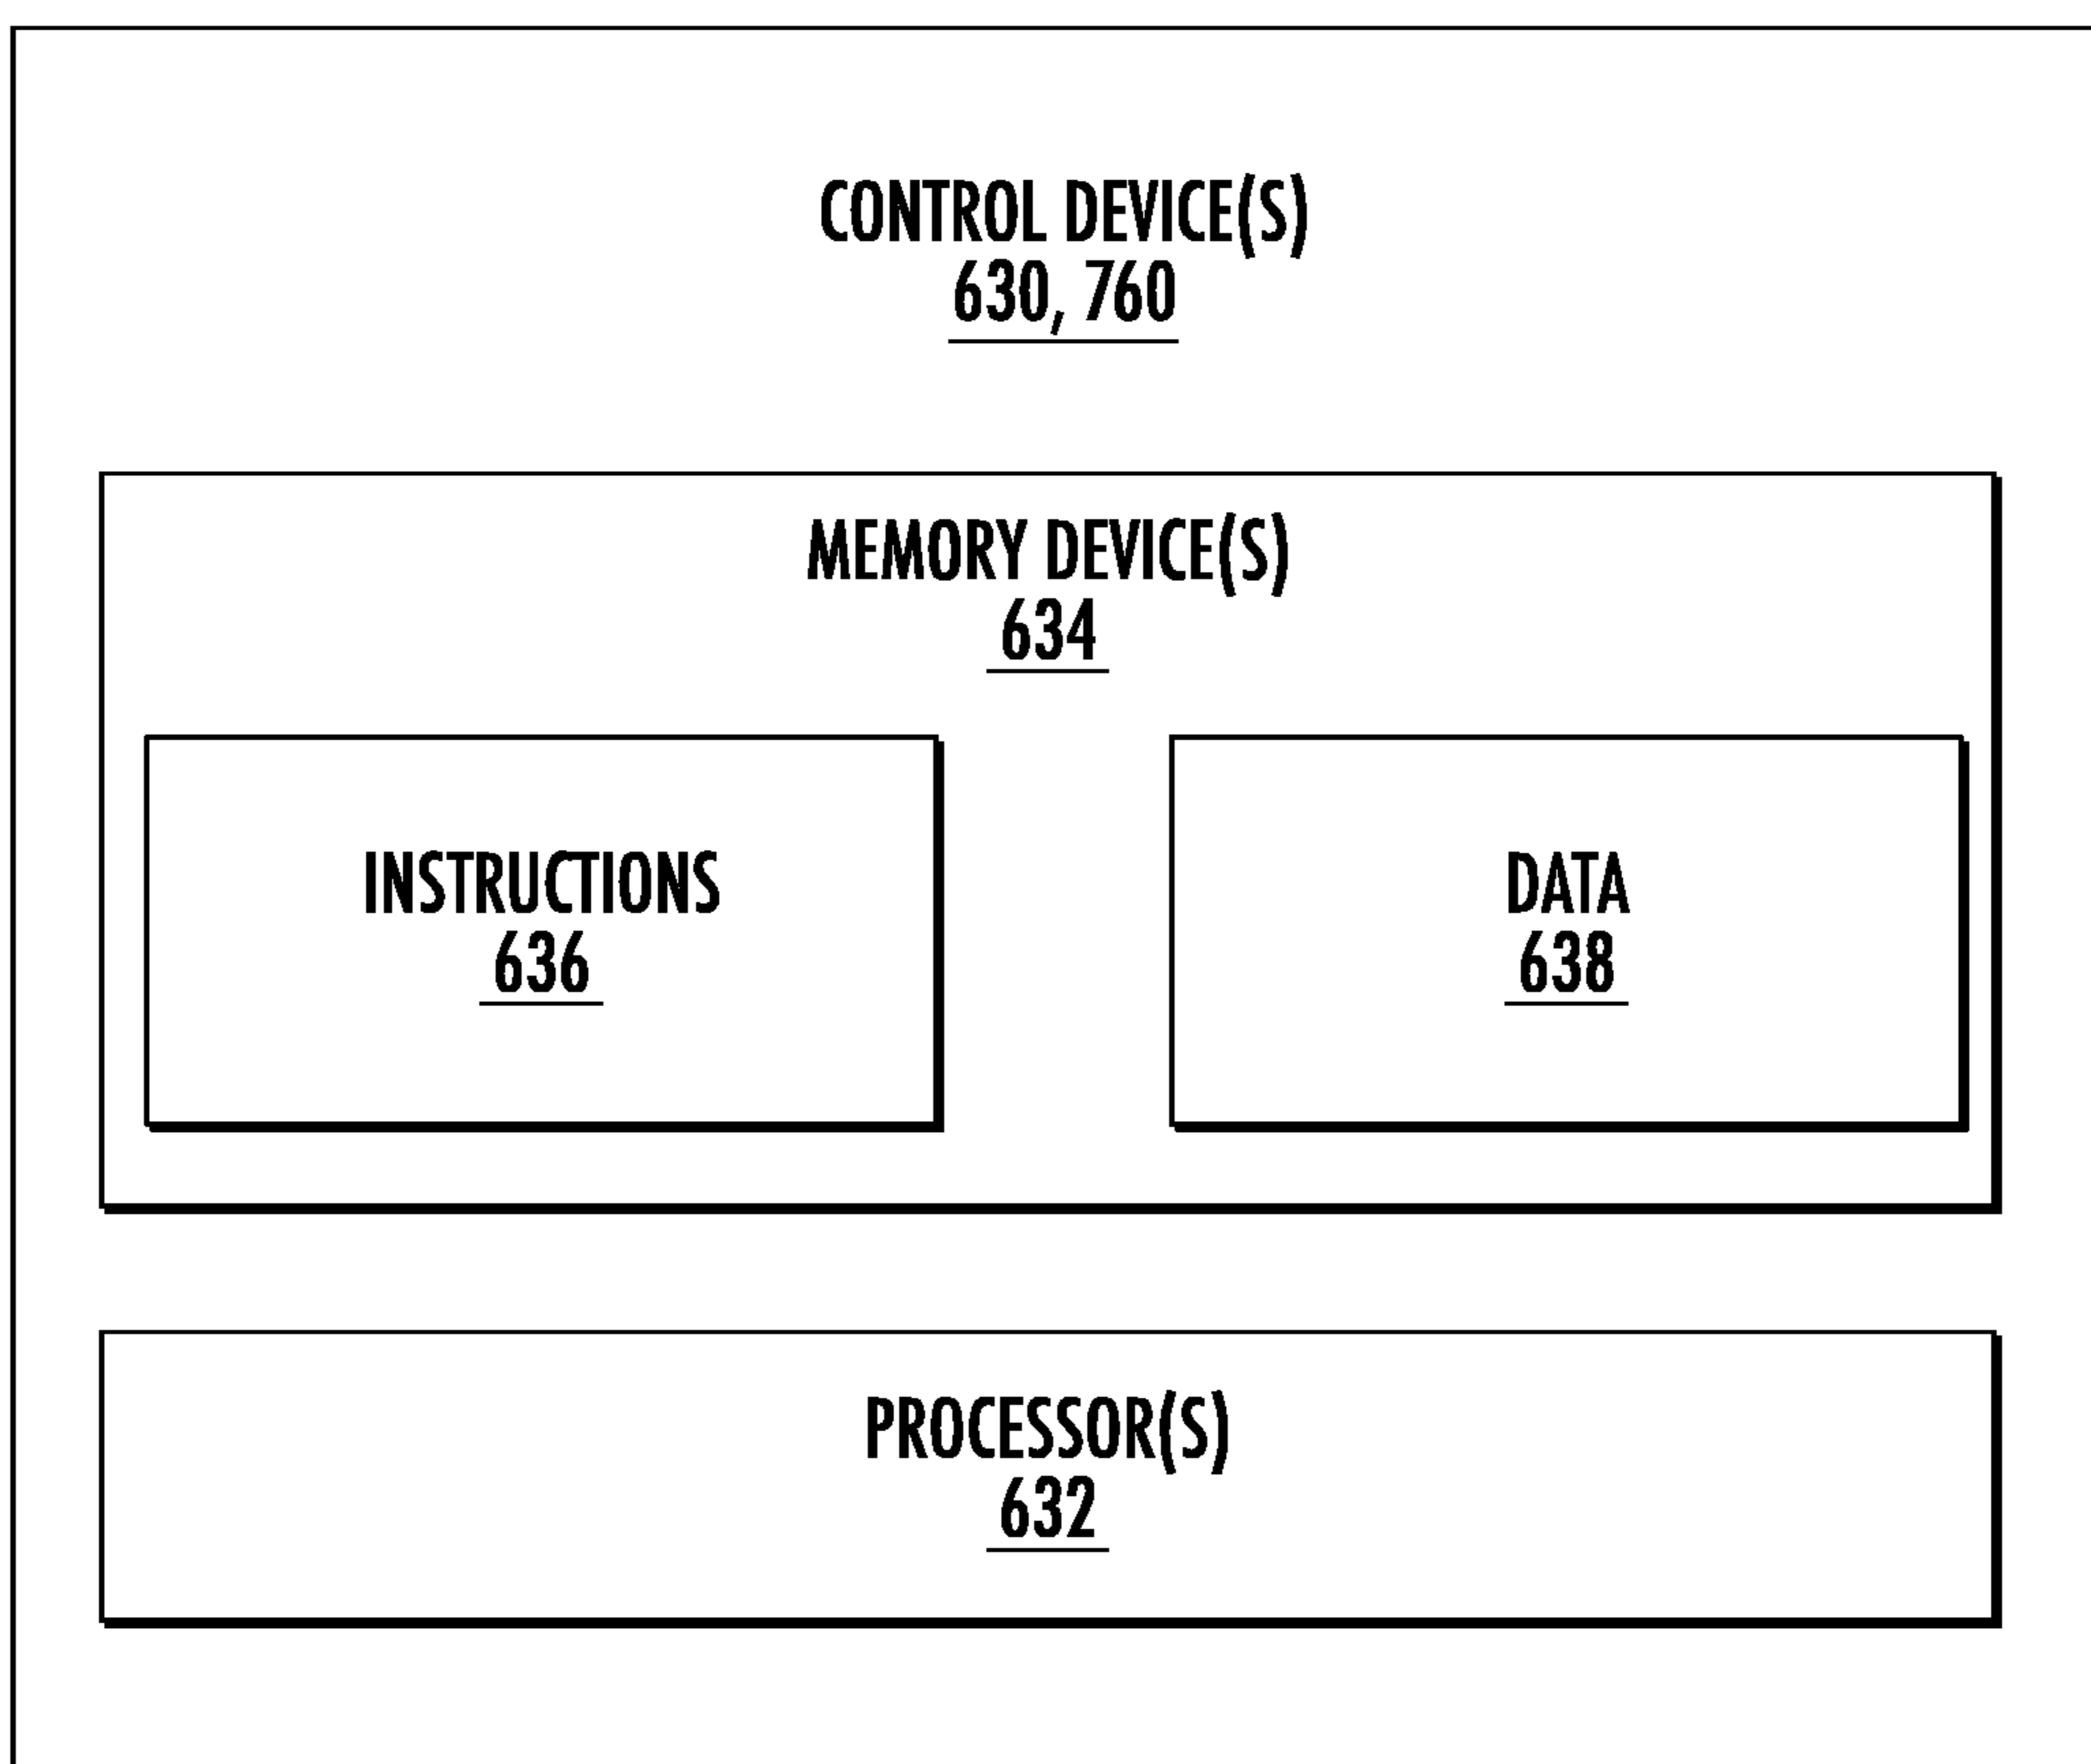 CONTROL DEVICE(S)
630, 760
MEMORY DEVICE(S)
634
INSTRUCTIONS
636
DATA
638
PROCESSOR(S)
632